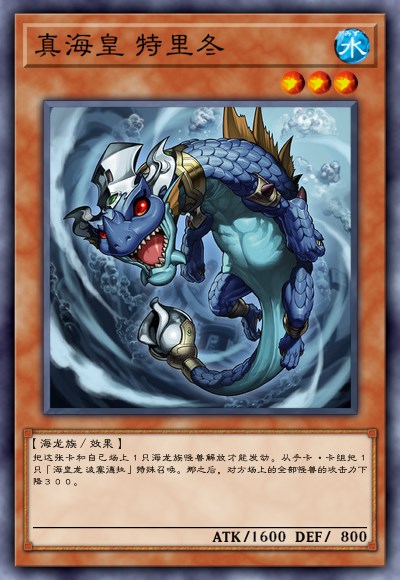 真海皇 特里冬
水
【海龙族／效果】
把这张卡和自己场上1只海龙族怪兽解放才能发动。从手卡・卡组把1
只「海皇龙 波塞德拉」特殊召唤。那之后，对方场上的全部怪兽的攻击力下
降300。
ATK/1600 DEF/ 800